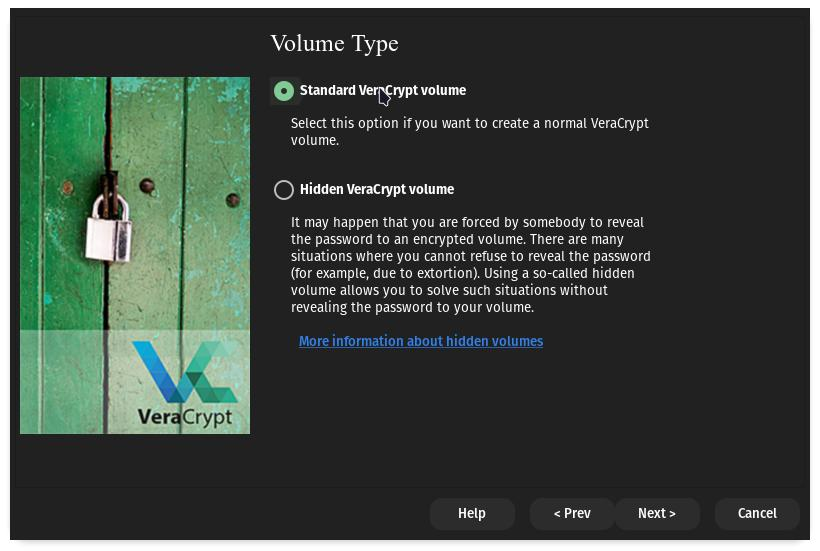 Volume Type
Standard VeraCrypt volume
Select this option if you want to create a normal VeraCrypt
volume.
Hidden VeraCrypt volume
It may happen that you are forced by somebody to reveal
the password to an encrypted volume. There are many
situations where you cannot refuse to reveal the password
(for example, due to extortion). Using a so-called hidden
volume allows you to solve such situations without
revealing the password to your volume.
More information about hidden volumes
VeraCrypt
Help
< Prev
Next >
Cancel